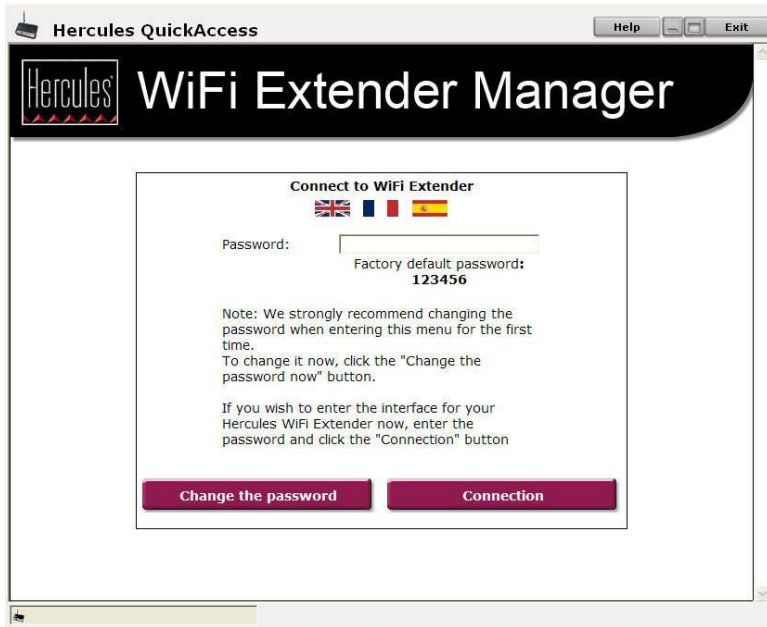 Hercules QuickAccess
Help
Exit
Hercules
WiFi Extender Manager
Connect to WiFi Extender
Password:
Factory default password:
123456
Note: We strongly recommend changing the
password when entering this menu for the first
time.
To change it now, click the "Change the
password now" button.
If you wish to enter the interface for your
Hercules WiFi Extender now, enter the
password and click the "Connection" button
Change the password
Connection